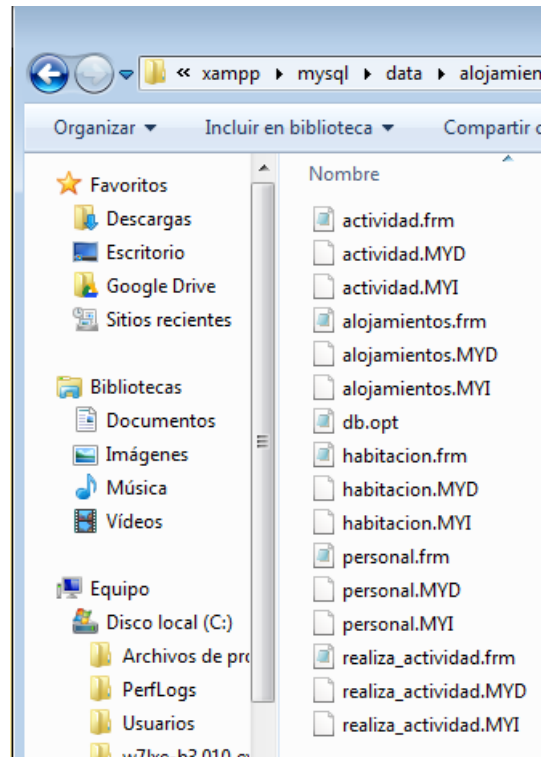 « xampp ▸ mysql ▸ data ▸ alojamien
Organizar ▾ Incluir en biblioteca ▾ Compartir c
Favoritos
Descargas
Escritorio
Google Drive
Sitios recientes
Bibliotecas
Documentos
Imágenes
Música
Vídeos
Equipo
Disco local (C:)
Archivos de pro
PerfLogs
Usuarios
Nombre
actividad.frm
actividad.MYD
actividad.MYI
alojamientos.frm
alojamientos.MYD
alojamientos.MYI
db.opt
habitacion.frm
habitacion.MYD
habitacion.MYI
personal.frm
personal.MYD
personal.MYI
realiza_actividad.frm
realiza_actividad.MYD
realiza_actividad.MYI